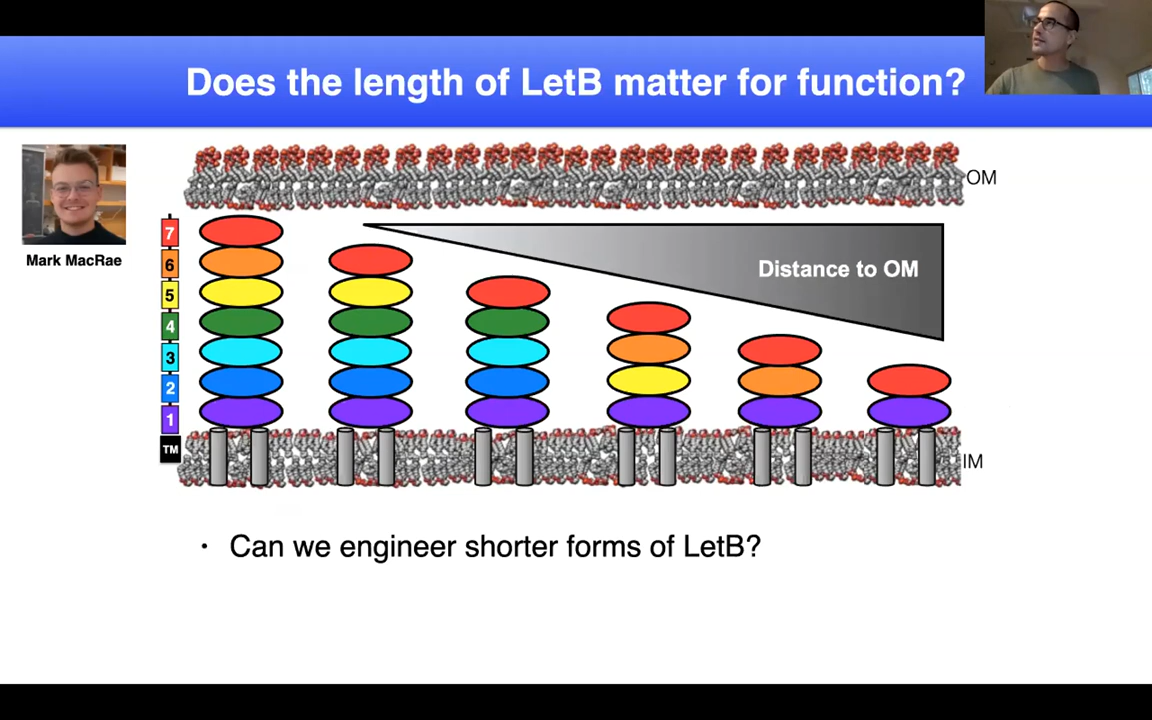 Does the length of LetB matter for function?
Mark MacRae
OM
7
6
5
4
3
2
1
TM
Distance to OM
IM
• Can we engineer shorter forms of LetB?